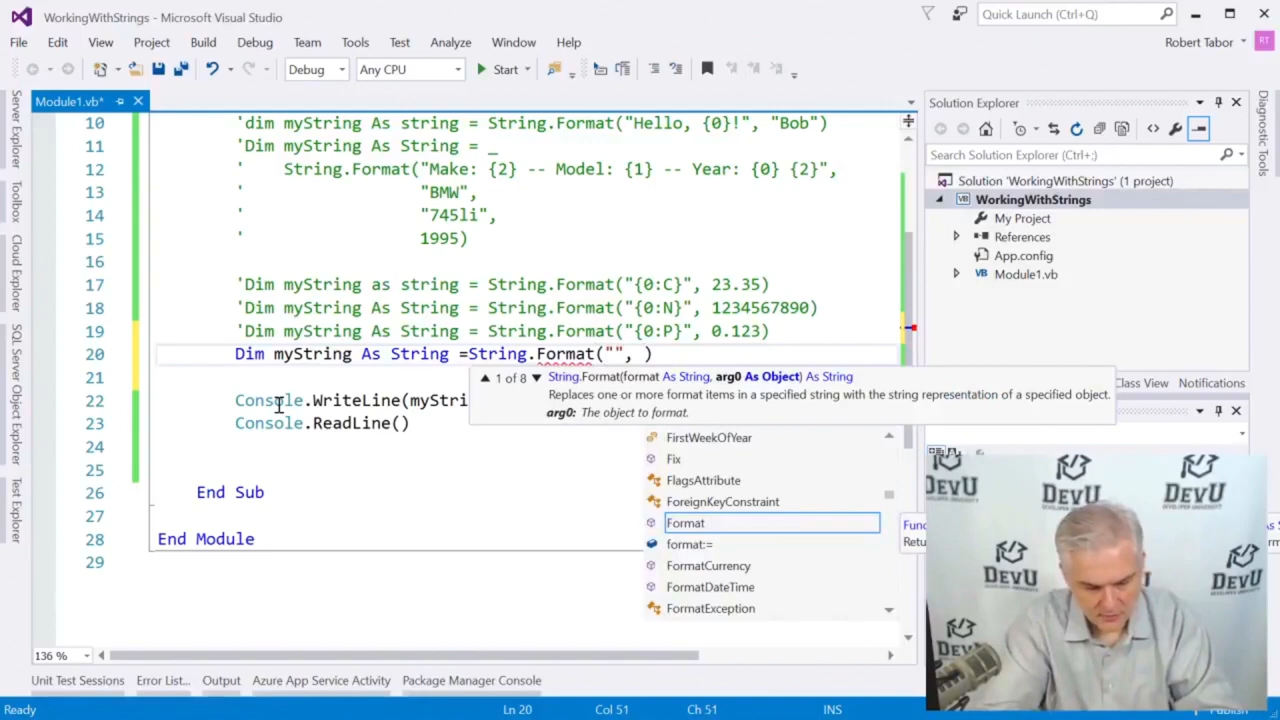 WorkingWithStrings - Microsoft Visual Studio
Quick Launch (Ctrl+Q)
File Edit View Project Build Debug Team Tools Test Analyze Window Help
Robert Tabor RT
Debug Any CPU Start
Module1.vb*
Server Explorer
Toolbox
Cloud Explorer
SQL Server Object Explorer
Test Explorer
10 'dim myString As string = String.Format("Hello, {0}!", "Bob")
11 'Dim myString As String = _
12 ' String.Format("Make: {2} -- Model: {1} -- Year: {0} {2}",
13 ' "BMW",
14 ' "745li",
15 ' 1995)
16
17 'Dim myString as string = String.Format("{0:C}", 23.35)
18 'Dim myString As String = String.Format("{0:N}", 1234567890)
19 'Dim myString As String = String.Format("{0:P}", 0.123)
20 Dim myString As String =String.Format("", )
21
22 Console.WriteLine(myStri
23 Console.ReadLine()
24
25
26 End Sub
27
28 End Module
29
1 of 8 String.Format(format As String, arg0 As Object) As String
Replaces one or more format items in a specified string with the string representation of a specified object.
arg0: The object to format.
FirstWeekOfYear
Fix
FlagsAttribute
ForeignKeyConstraint
Format
format:=
FormatCurrency
FormatDateTime
FormatException
Solution Explorer
Search Solution Explorer (Ctrl+;)
Solution 'WorkingWithStrings' (1 project)
WorkingWithStrings
My Project
References
App.config
Module1.vb
Diagnostic Tools
Class View Notifications
DEVU
DEVELOPER UNIVERSITY
DEVU
DEVU
DEVU
136 %
Unit Test Sessions Error List... Output Azure App Service Activity Package Manager Console
Ready Ln 20 Col 51 Ch 51 INS Publish